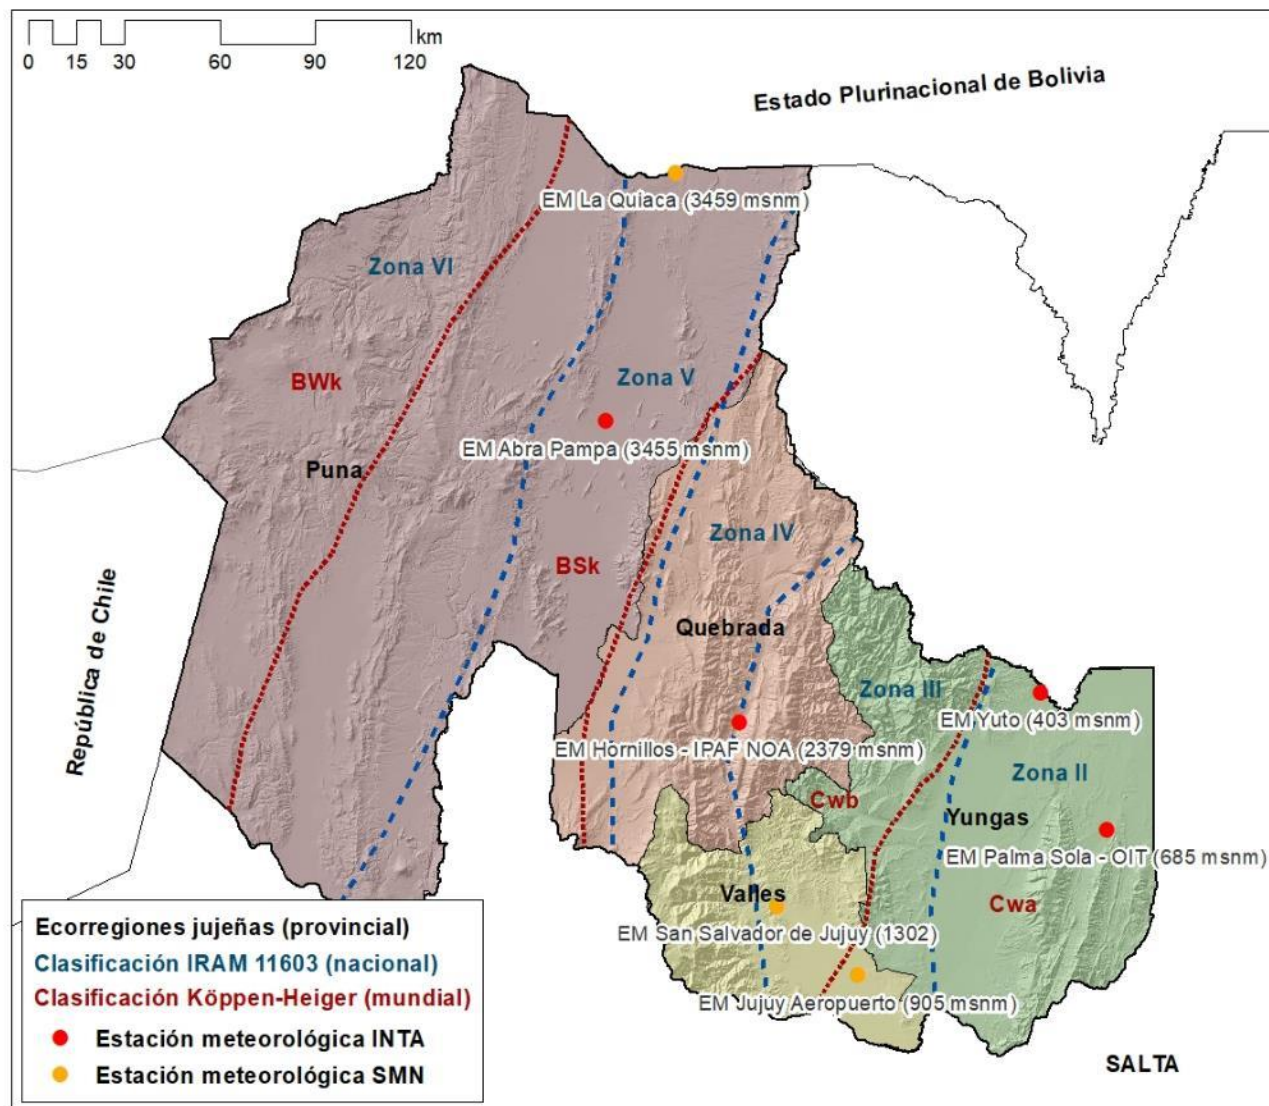 km
0 15 30 60 90 120
Estado Plurinacional de Bolivia
EM La Quiaca (3459 msnm)
Zona VI
BWk
Zona V
EM Abra Pampa (3455 msnm)
Puna
Zona IV
BSk
República de Chile
Quebrada
Zona III
EM Yuto (403 msnm)
EM Hornillos - IPAF NOA (2379 msnm)
Zona II
Cwb
Yungas
EM Palma Sola - OIT (685 msnm)
Valles
Cwa
EM San Salvador de Jujuy (1302)
EM Jujuy Aeropuerto (905 msnm)
SALTA
Ecorregiones jujeñas (provincial)
Clasificación IRAM 11603 (nacional)
Clasificación Köppen-Heiger (mundial)
Estación meteorológica INTA
Estación meteorológica SMN